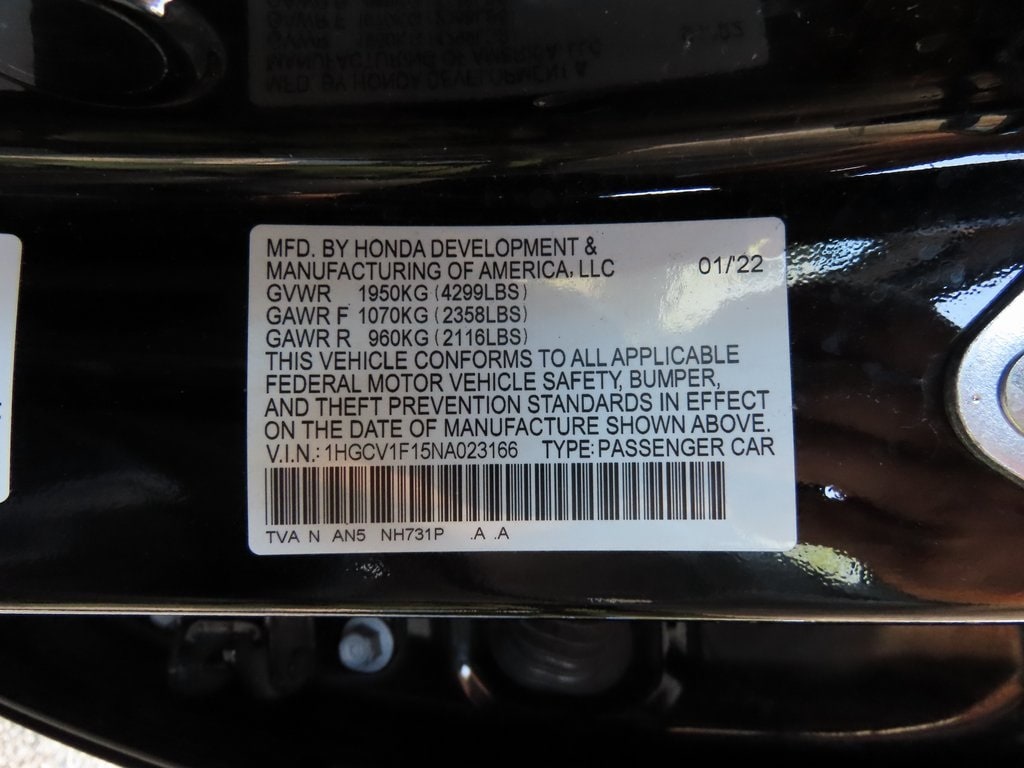 MFD. BY HONDA DEVELOPMENT &
MANUFACTURING OF AMERICA, LLC 01/'22
GVWR 1950KG (4299LBS)
GAWR F 1070KG (2358LBS)
GAWR R 960KG (2116LBS)
THIS VEHICLE CONFORMS TO ALL APPLICABLE
FEDERAL MOTOR VEHICLE SAFETY, BUMPER,
AND THEFT PREVENTION STANDARDS IN EFFECT
ON THE DATE OF MANUFACTURE SHOWN ABOVE.
V.I.N.: 1HGCV1F15NA023166 TYPE: PASSENGER CAR
TVA N AN5 NH731P .A .A